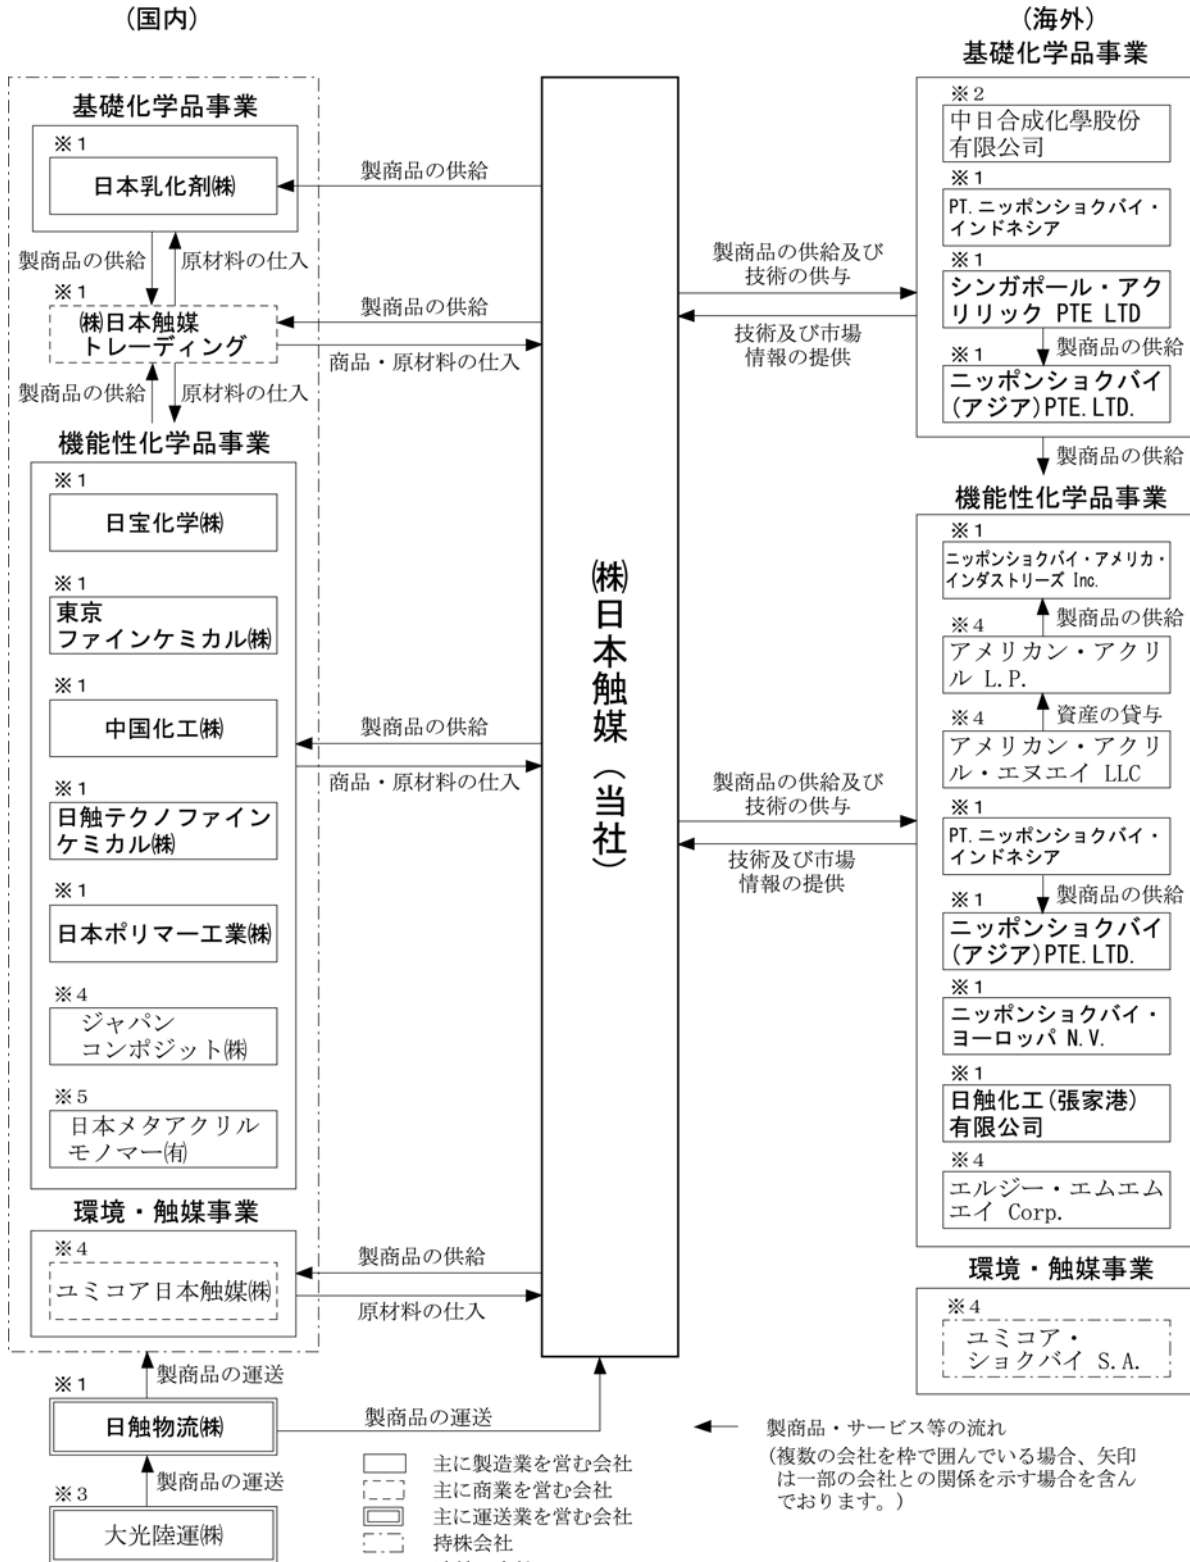 (国内)
基礎化学品事業
※1
日本乳化剤㈱
製商品の供給
原材料の仕入
※1
㈱日本触媒
トレーディング
製商品の供給
原材料の仕入
機能性化学品事業
※1
日宝化学㈱
※1
東京
ファインケミカル㈱
※1
中国化工㈱
※1
日触テクノファイン
ケミカル㈱
※1
日本ポリマー工業㈱
※4
ジャパン
コンポジット㈱
※5
日本メタアクリル
モノマー㈲
環境・触媒事業
※4
ユミコア日本触媒㈱
製商品の運送
※1
日触物流㈱
製商品の運送
※3
大光陸運㈱
製商品の供給
製商品の供給
商品・原材料の仕入
製商品の供給
商品・原材料の仕入
製商品の供給
原材料の仕入
製商品の運送
㈱日本触媒(当社)
製商品の供給及び
技術の供与
技術及び市場
情報の提供
製商品の供給及び
技術の供与
技術及び市場
情報の提供
(海外)
基礎化学品事業
※2
中日合成化學股份
有限公司
※1
PT.ニッポンショクバイ・
インドネシア
※1
シンガポール・アク
リリック PTE LTD
製商品の供給
※1
ニッポンショクバイ
(アジア)PTE.LTD.
製商品の供給
機能性化学品事業
※1
ニッポンショクバイ・アメリカ・
インダストリーズ Inc.
製商品の供給
※4
アメリカン・アクリ
ル L.P.
資産の貸与
※4
アメリカン・アクリ
ル・エヌエイ LLC
※1
PT.ニッポンショクバイ・
インドネシア
製商品の供給
※1
ニッポンショクバイ
(アジア)PTE.LTD.
※1
ニッポンショクバイ・
ヨーロッパ N.V.
※1
日触化工(張家港)
有限公司
※4
エルジー・エムエム
エイ Corp.
環境・触媒事業
※4
ユミコア・
ショクバイ S.A.
主に製造業を営む会社
主に商業を営む会社
主に運送業を営む会社
持株会社
製商品・サービス等の流れ
(複数の会社を枠で囲んでいる場合、矢印
は一部の会社との関係を示す場合を含ん
でおります。)